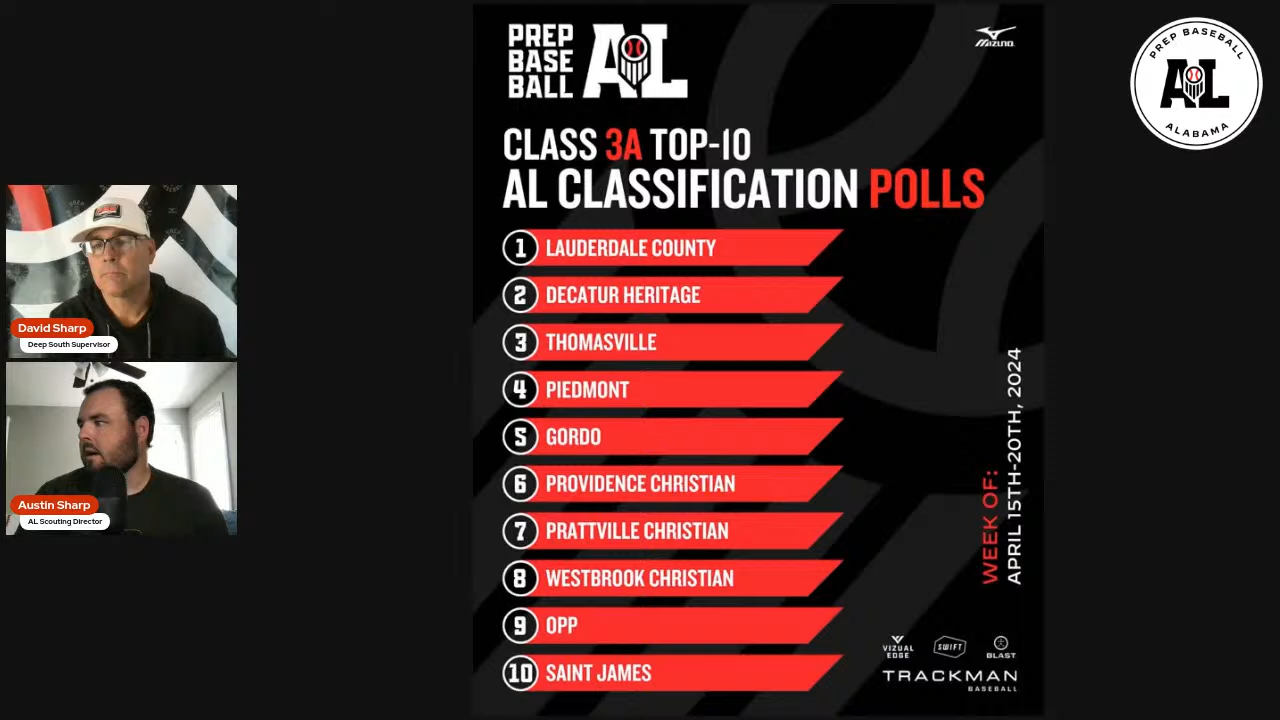 PREP
BASE
BALL
AL
MIZUNO
PREP BASEBALL
AL
ALABAMA
CLASS 3A TOP-10
AL CLASSIFICATION POLLS
1 LAUDERDALE COUNTY
2 DECATUR HERITAGE
3 THOMASVILLE
4 PIEDMONT
5 GORDO
6 PROVIDENCE CHRISTIAN
7 PRATTVILLE CHRISTIAN
8 WESTBROOK CHRISTIAN
9 OPP
10 SAINT JAMES
WEEK OF:
APRIL 15TH-20TH, 2024
VIZUAL
EDGE
SWIFT
BLAST
TRACKMAN
BASEBALL
David Sharp
Deep South Supervisor
Austin Sharp
AL Scouting Director